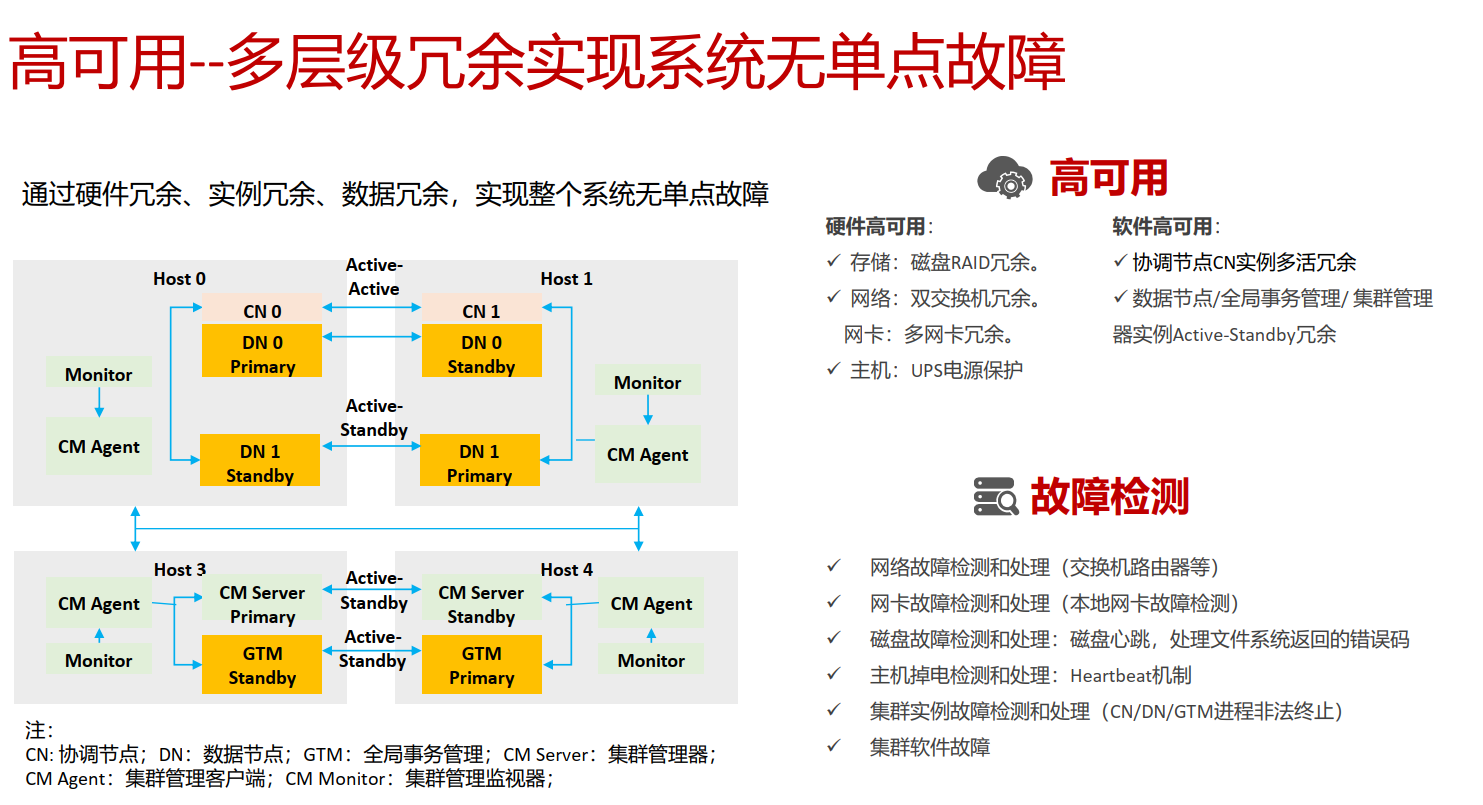 高可用--多层级冗余实现系统无单点故障
通过硬件冗余、实例冗余、数据冗余，实现整个系统无单点故障
Host 0
Active-
Active
Host 1
CN 0
CN 1
DN 0
Primary
DN 0
Standby
Monitor
CM Agent
Monitor
CM Agent
Active-
Standby
DN 1
Standby
DN 1
Primary
Host 3
Host 4
CM Agent
Monitor
CM Server
Primary
Active-
Standby
CM Server
Standby
CM Agent
Monitor
GTM
Standby
Active-
Standby
GTM
Primary
注：
CN: 协调节点；DN：数据节点；GTM：全局事务管理；CM Server：集群管理器；
CM Agent：集群管理客户端；CM Monitor：集群管理监视器；
高可用
硬件高可用：
✓ 存储：磁盘RAID冗余。
✓ 网络：双交换机冗余。
网卡：多网卡冗余。
✓ 主机：UPS电源保护
软件高可用：
✓ 协调节点CN实例多活冗余
✓ 数据节点/全局事务管理/ 集群管理
器实例Active-Standby冗余
故障检测
✓ 网络故障检测和处理（交换机路由器等）
✓ 网卡故障检测和处理（本地网卡故障检测）
✓ 磁盘故障检测和处理：磁盘心跳，处理文件系统返回的错误码
✓ 主机掉电检测和处理：Heartbeat机制
✓ 集群实例故障检测和处理（CN/DN/GTM进程非法终止）
✓ 集群软件故障